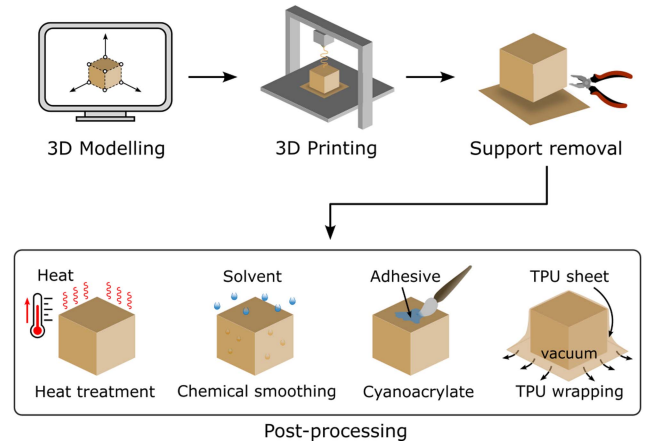 3D Modelling
3D Printing
Support removal
Heat
Solvent
Adhesive
TPU sheet
vacuum
Heat treatment
Chemical smoothing
Cyanoacrylate
TPU wrapping
Post-processing